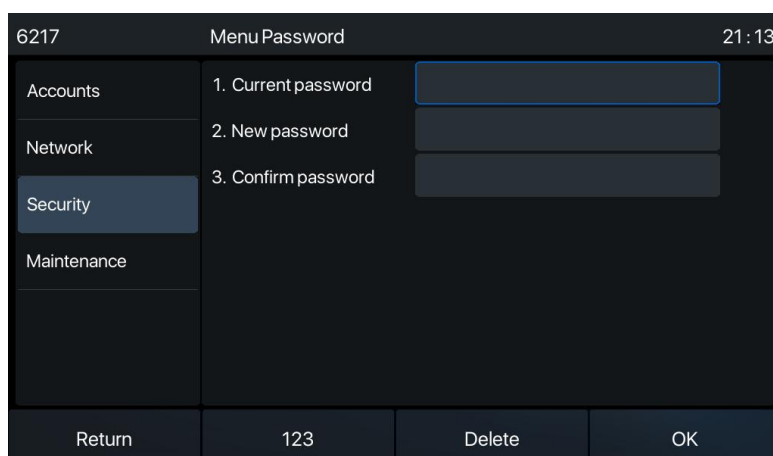 6217 Menu Password 21:13
Accounts
Network
Security
Maintenance
1. Current password
2. New password
3. Confirm password
Return 123 Delete OK